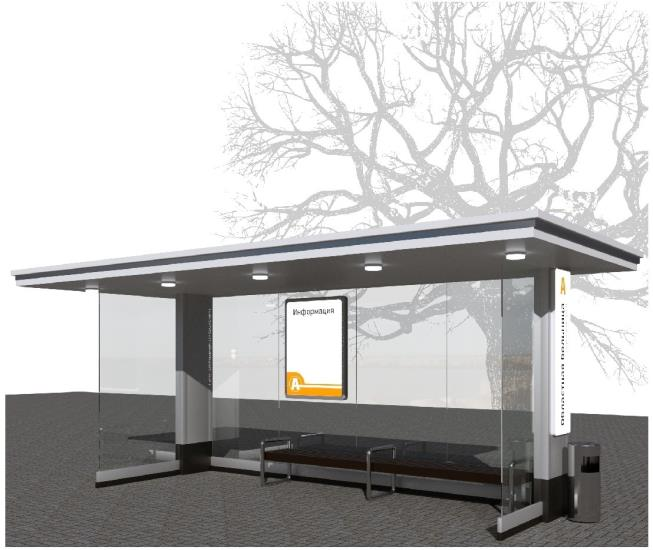 Информация
А
А
областная больница